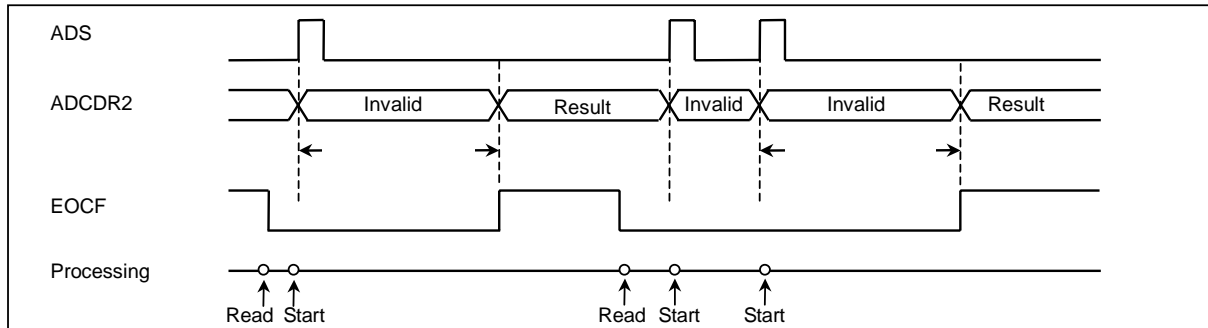 ADS
ADCDR2 Invalid Result Invalid Invalid Result
EOCF
Processing
Read Start Read Start Start